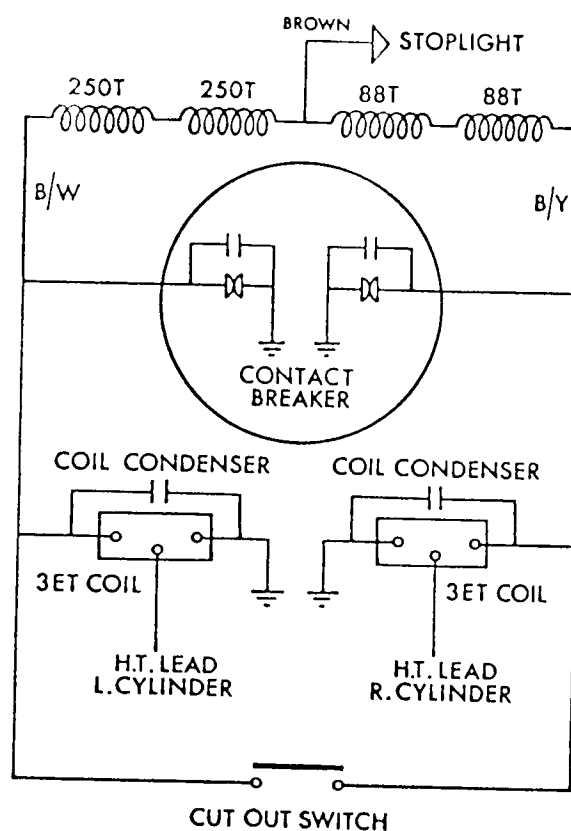 BROWN
STOPLIGHT
250T 250T 88T 88T
B/W
B/Y
CONTACT
BREAKER
COIL CONDENSER
COIL CONDENSER
3ET COIL
3ET COIL
H.T. LEAD
L.CYLINDER
H.T. LEAD
R.CYLINDER
CUT OUT SWITCH